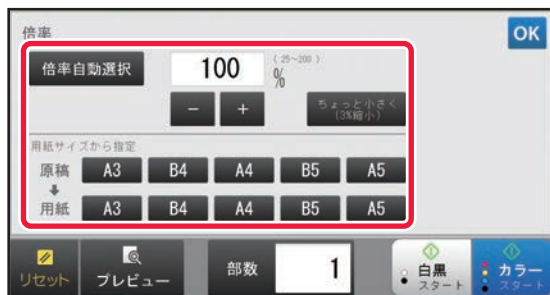 倍率
OK
倍率自動選択
100
(25~200)
%
－
＋
ちょっと小さく
(3%縮小)
用紙サイズから指定
原稿 A3 B4 A4 B5 A5
用紙 A3 B4 A4 B5 A5
リセット
プレビュー
部数
1
白黒
スタート
カラー
スタート